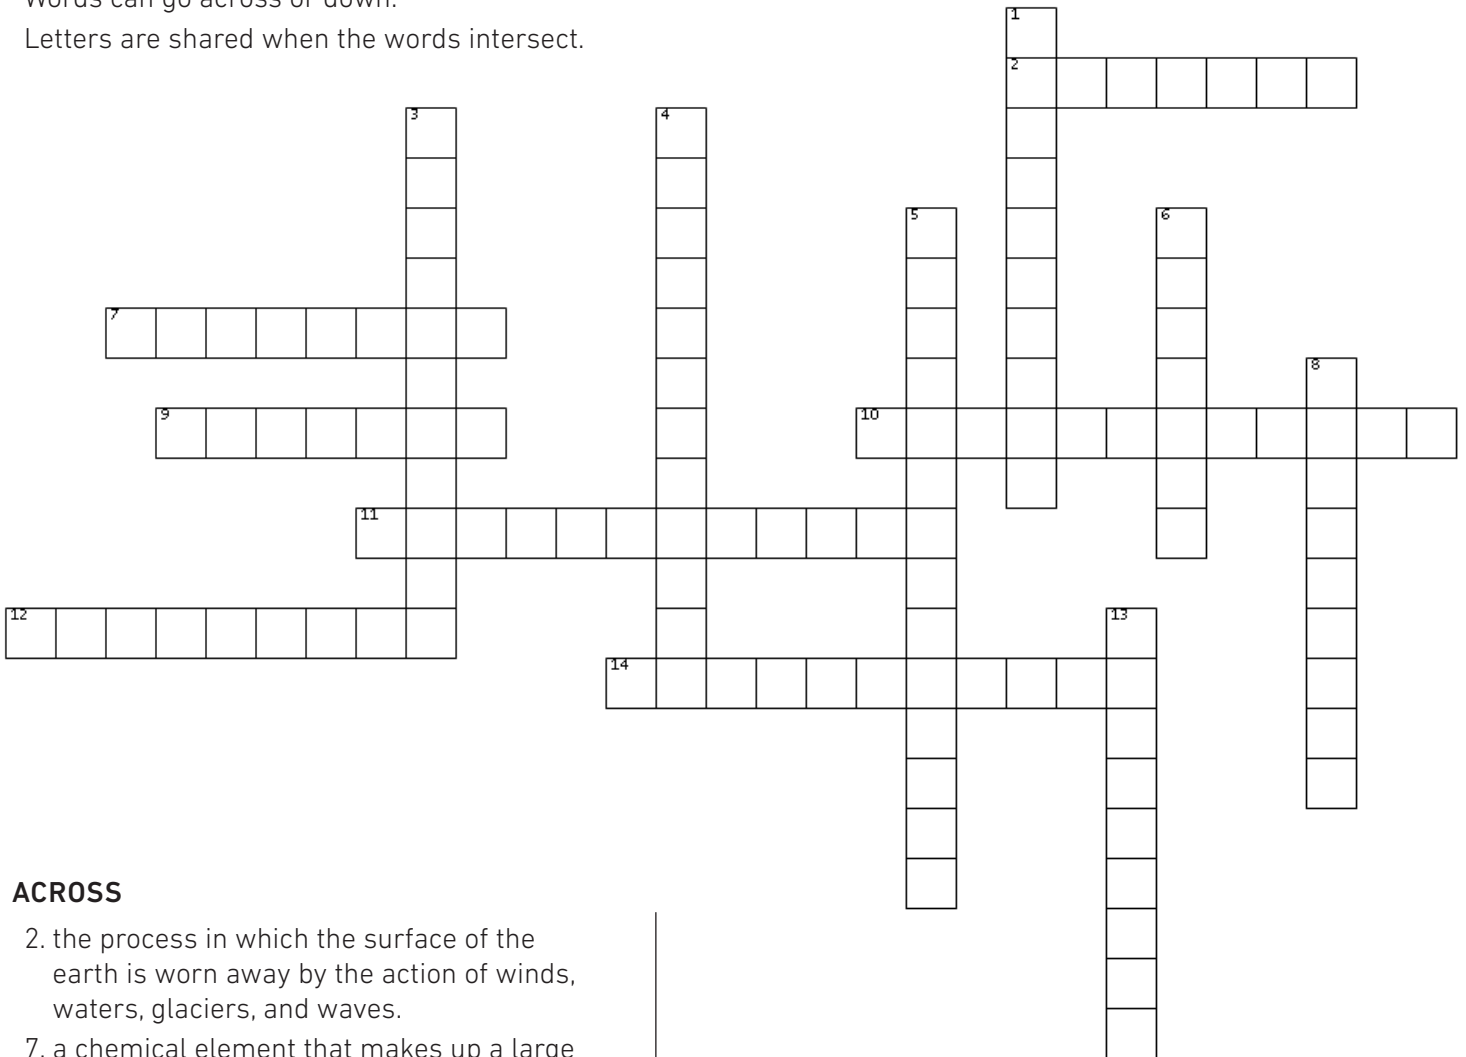 Words can go across or down.
Letters are shared when the words intersect.
1
2
3
4
5
6
7
8
9
10
11
12
13
14
ACROSS
2. the process in which the surface of the
earth is worn away by the action of winds,
waters, glaciers, and waves.
7. a chemical element that makes up a large